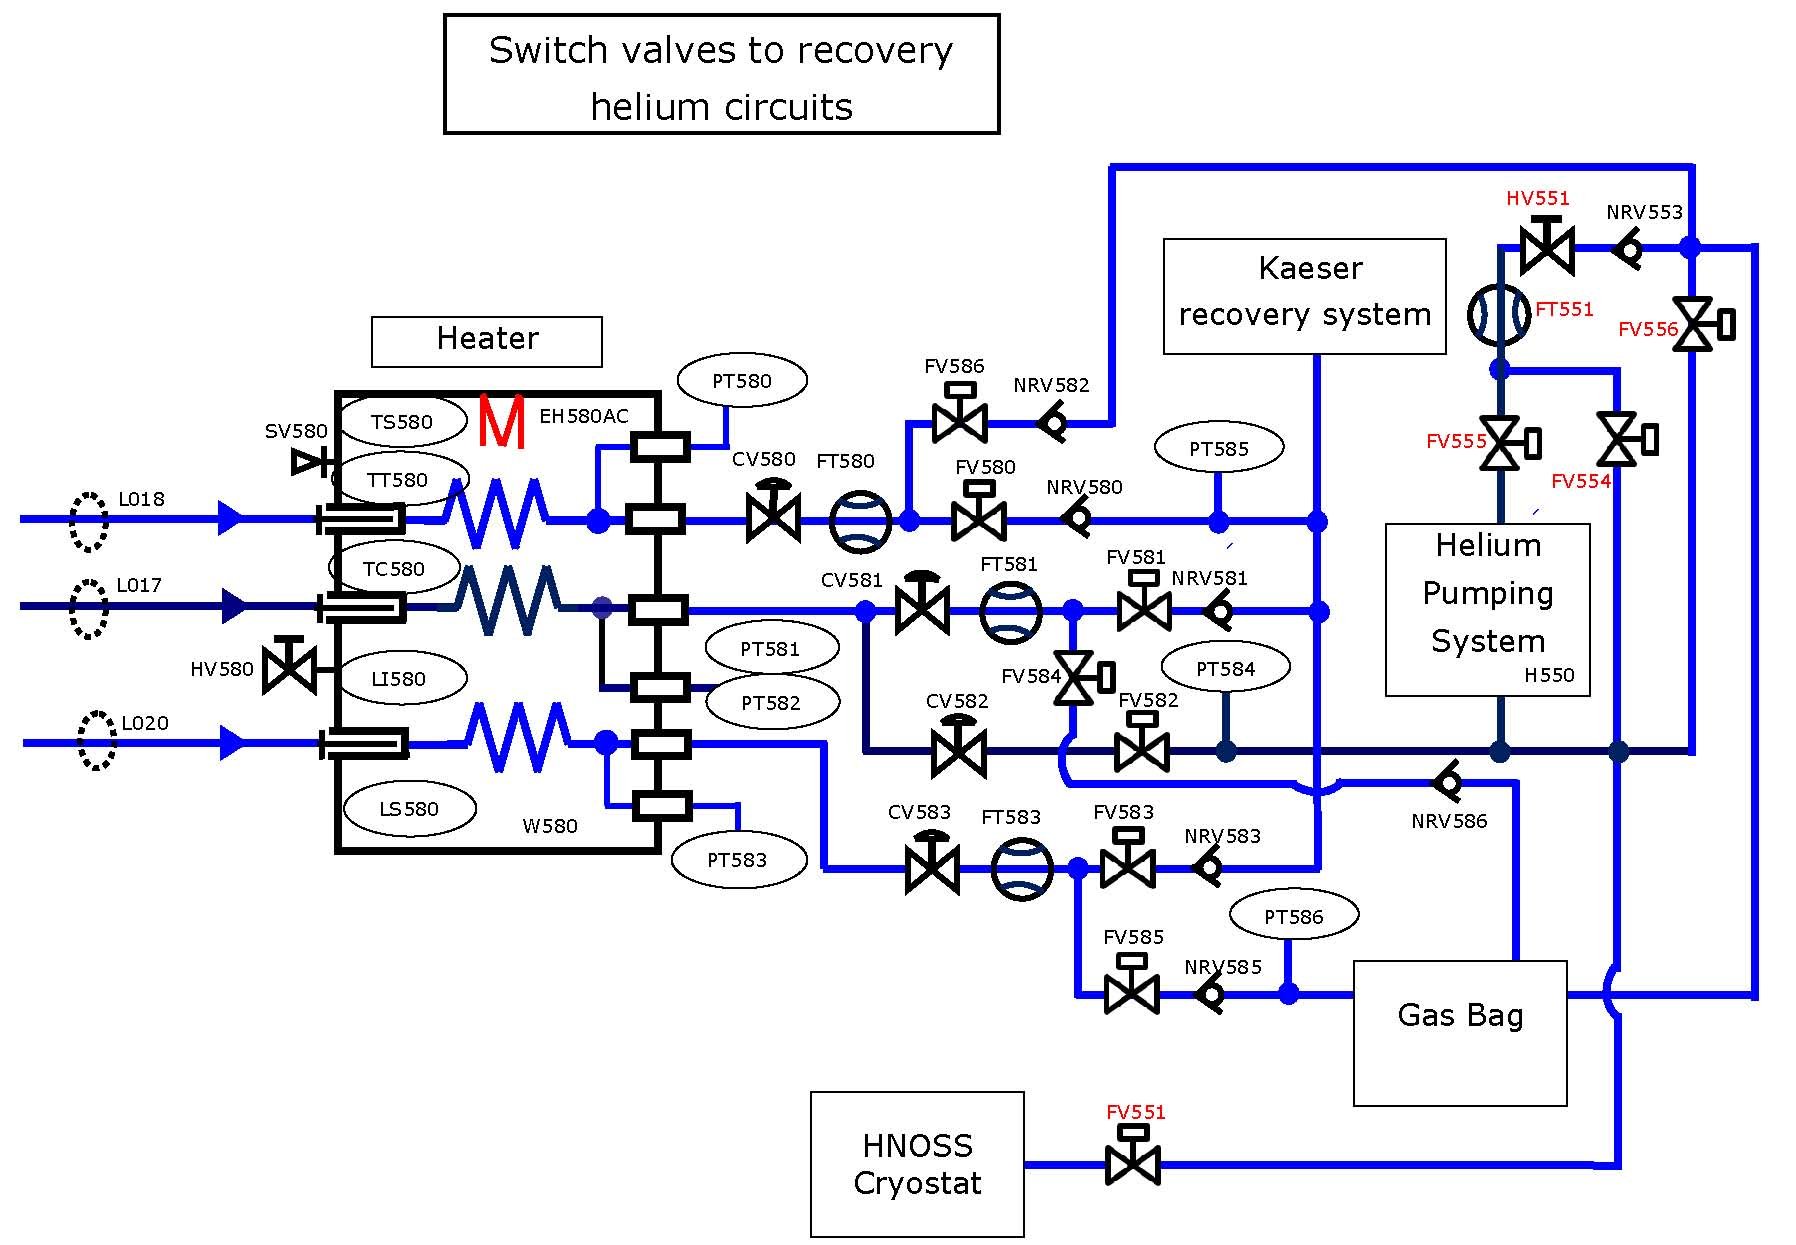 Switch valves to recovery
helium circuits
HV551
NRV553
Kaeser
recovery system
FT551
FV556
Heater
PT580
FV586
NRV582
TS580
EH580AC
SV580
FV555
PT585
CV580
FT580
FV580
TT580
NRV580
FV554
L018
Helium
Pumping
System
H550
TC580
CV581
FT581
FV581
NRV581
L017
PT581
HV580
LI580
FV584
PT584
PT582
CV582
FV582
L020
LS580
W580
CV583
FT583
FV583
NRV583
NRV586
PT583
PT586
FV585
NRV585
Gas Bag
FV551
HNOSS
Cryostat